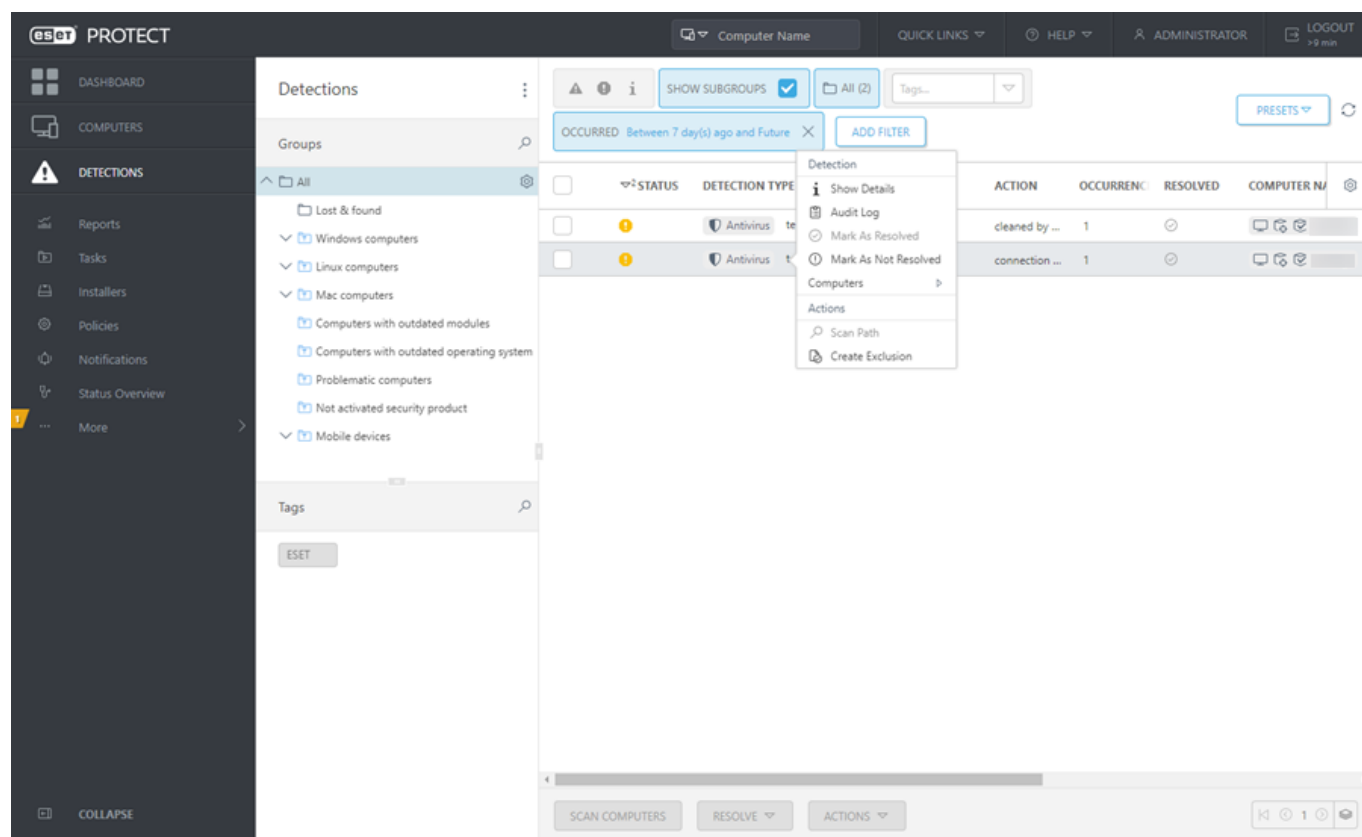 eset PROTECT
Computer Name
QUICK LINKS
HELP
ADMINISTRATOR
LOGOUT
>9 min
DASHBOARD
COMPUTERS
DETECTIONS
Reports
Tasks
Installers
Policies
Notifications
Status Overview
More
COLLAPSE
Detections
Groups
All
Lost & found
Windows computers
Linux computers
Mac computers
Computers with outdated modules
Computers with outdated operating system
Problematic computers
Not activated security product
Mobile devices
Tags
ESET
SHOW SUBGROUPS
All (2)
Tags...
PRESETS
OCCURRED Between 7 day(s) ago and Future
ADD FILTER
STATUS DETECTION TYPE ACTION OCCURRENC RESOLVED COMPUTER NA
Antivirus te cleaned by ... 1
Antivirus t connection ... 1
Detection
Show Details
Audit Log
Mark As Resolved
Mark As Not Resolved
Computers
Actions
Scan Path
Create Exclusion
SCAN COMPUTERS
RESOLVE
ACTIONS
1